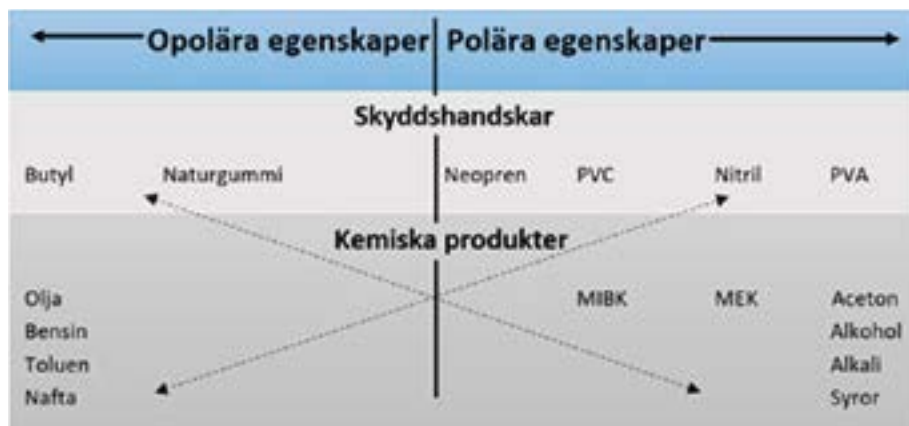 Opolära egenskaper Polära egenskaper
Skyddshandskar
Butyl Naturgummi Neopren PVC Nitril PVA
Kemiska produkter
Olja MIBK MEK Aceton
Bensin Alkohol
Toluen Alkali
Nafta Syror